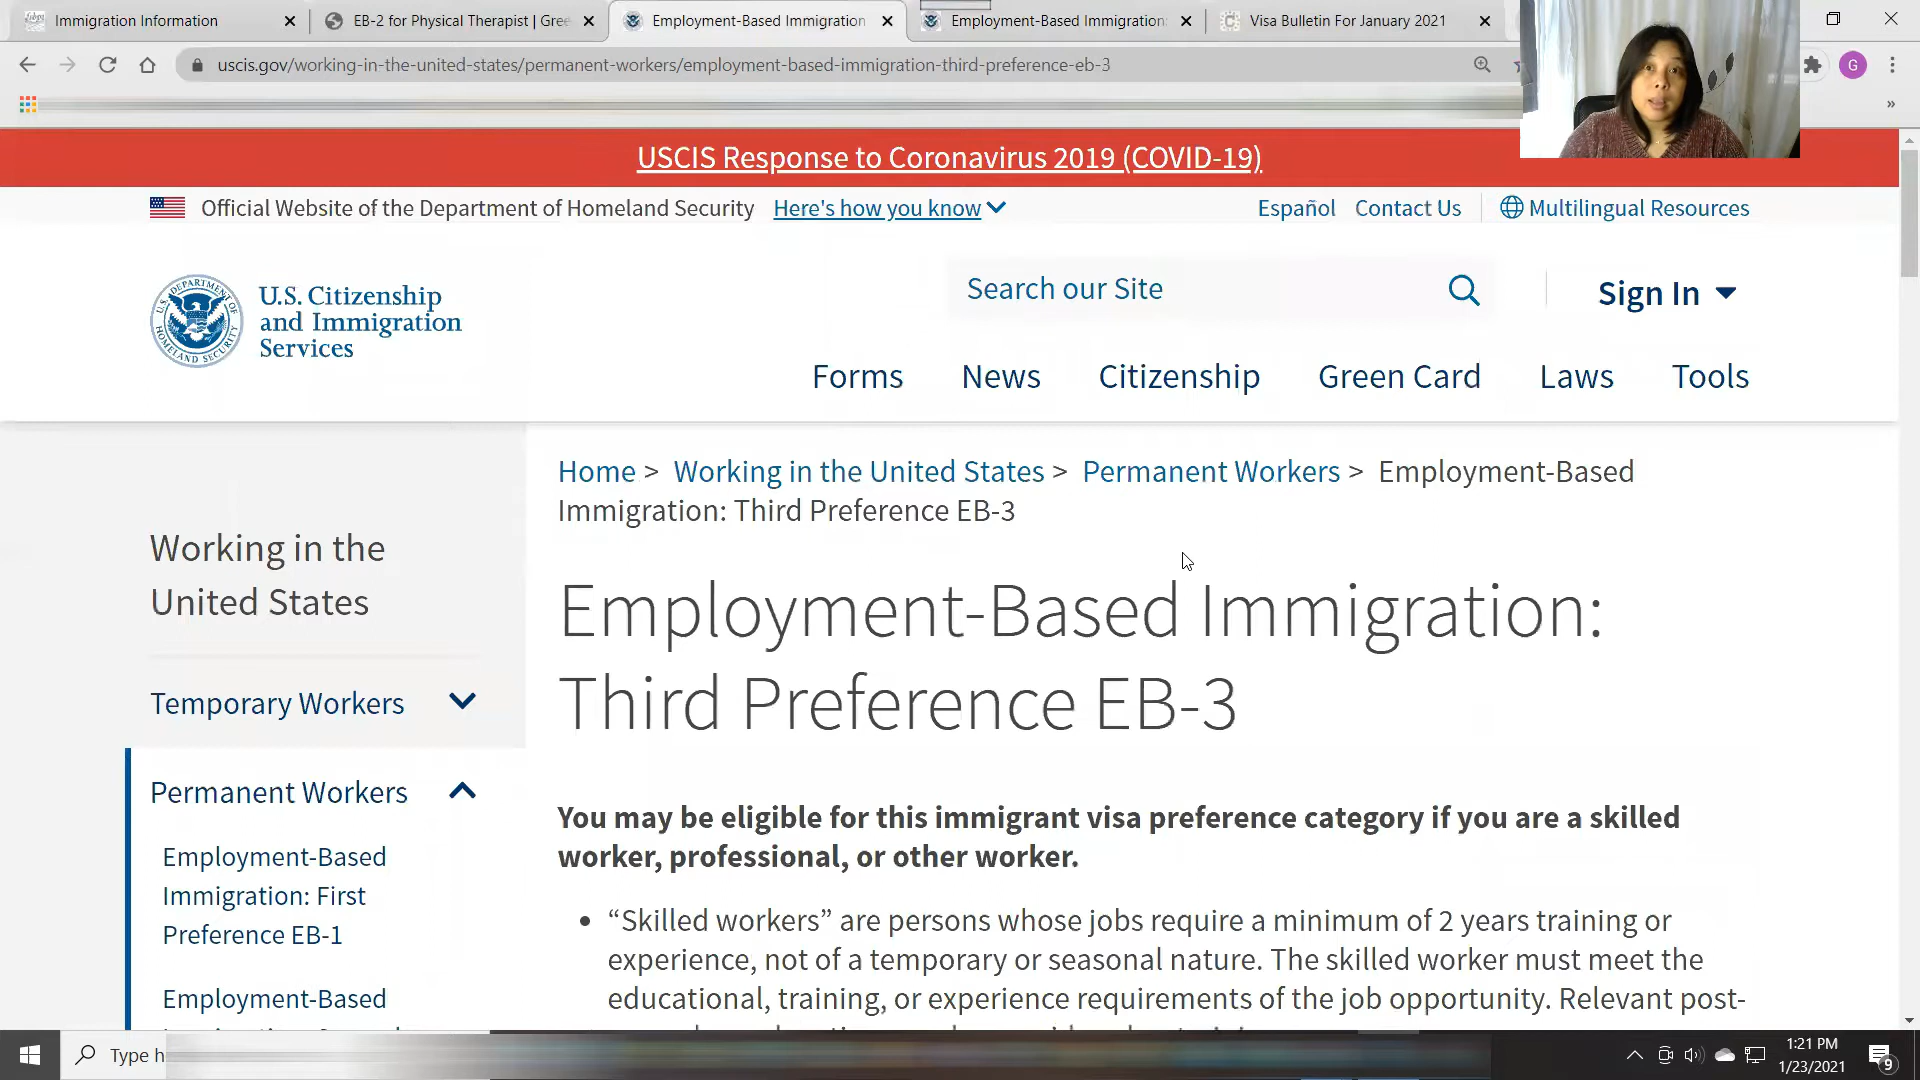 Immigration Information
EB-2 for Physical Therapist | Gree
Employment-Based Immigration
Employment-Based Immigration:
Visa Bulletin For January 2021
uscis.gov/working-in-the-united-states/permanent-workers/employment-based-immigration-third-preference-eb-3
G
»
USCIS Response to Coronavirus 2019 (COVID-19)
Official Website of the Department of Homeland Security
Here's how you know
Español
Contact Us
Multilingual Resources
U.S. Citizenship
and Immigration
Services
Search our Site
Sign In
Forms
News
Citizenship
Green Card
Laws
Tools
Working in the
United States
Temporary Workers
Permanent Workers
Employment-Based
Immigration: First
Preference EB-1
Employment-Based
Home > Working in the United States > Permanent Workers > Employment-Based
Immigration: Third Preference EB-3
Employment-Based Immigration:
Third Preference EB-3
You may be eligible for this immigrant visa preference category if you are a skilled
worker, professional, or other worker.
• “Skilled workers” are persons whose jobs require a minimum of 2 years training or
experience, not of a temporary or seasonal nature. The skilled worker must meet the
educational, training, or experience requirements of the job opportunity. Relevant post-
Type h
1:21 PM
1/23/2021
9